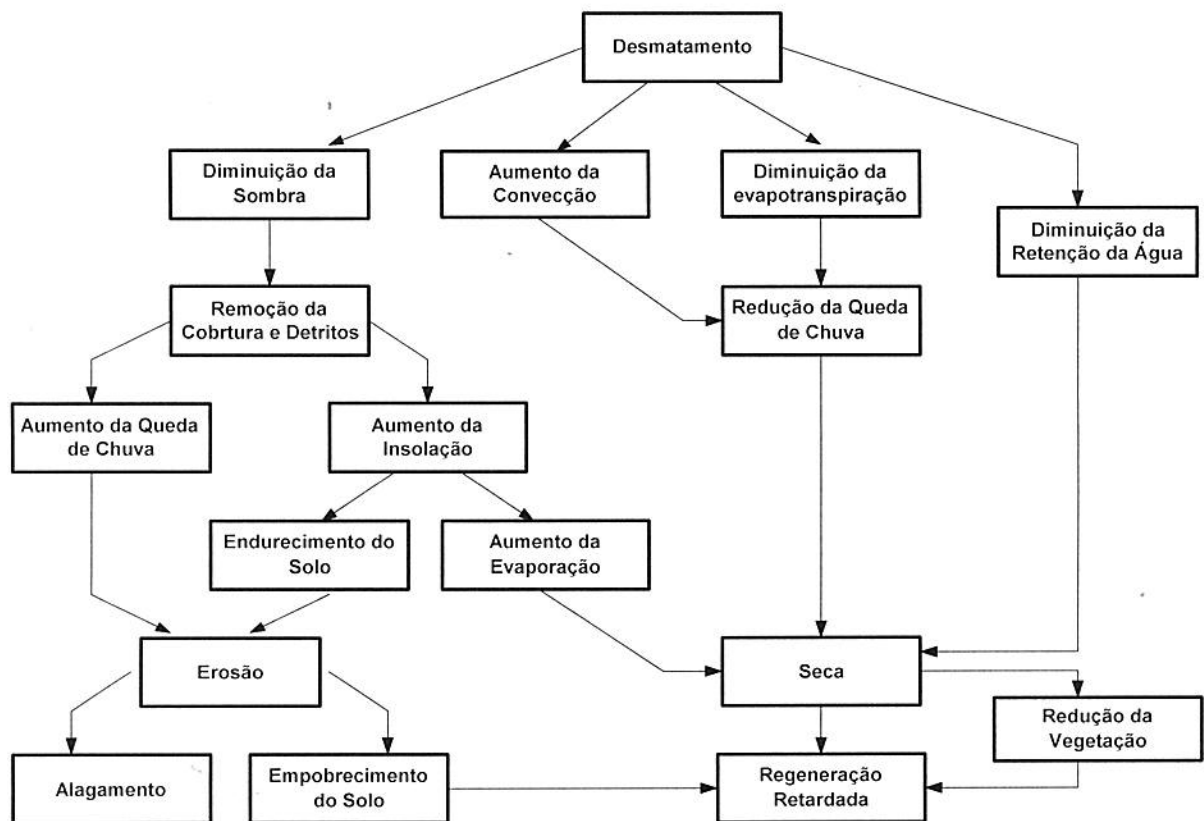 Desmatamento
Diminuição da
Sombra
Aumento da
Convecção
Diminuição da
evapotranspiração
Diminuição da
Retenção da Água
Remoção da
Cobrtura e Detritos
Redução da Queda
de Chuva
Aumento da Queda
de Chuva
Aumento da
Insolação
Endurecimento do
Solo
Aumento da
Evaporação
Erosão
Seca
Redução da
Vegetação
Alagamento
Empobrecimento
do Solo
Regeneração
Retardada